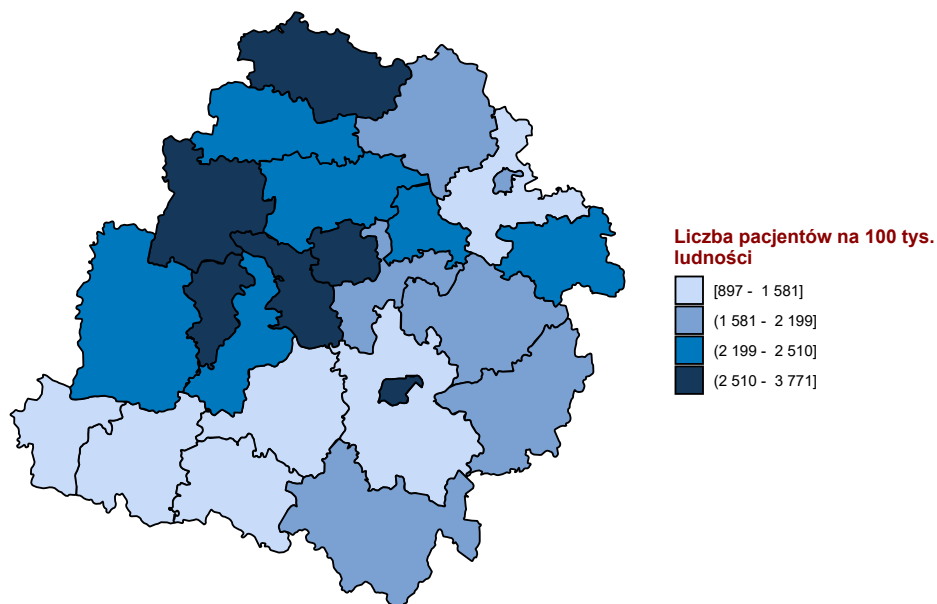 Liczba pacjentów na 100 tys.
ludności
[897 - 1 581]
(1 581 - 2 199]
(2 199 - 2 510]
(2 510 - 3 771]